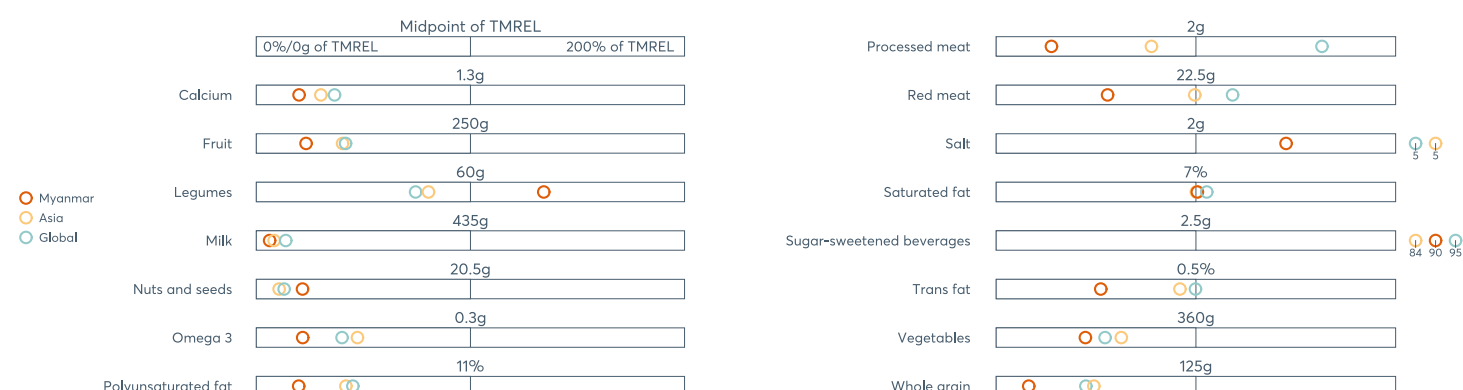 Midpoint of TMREL
0%/0g of TMREL 200% of TMREL
1.3g
Calcium
250g
Fruit
60g
Legumes
435g
Milk
20.5g
Nuts and seeds
0.3g
Omega 3
11%
Polyunsaturated fat
Myanmar
Asia
Global
2g
Processed meat
22.5g
Red meat
2g
Salt
5 5
7%
Saturated fat
2.5g
Sugar-sweetened beverages
84 90 95
0.5%
Trans fat
360g
Vegetables
125g
Whole grain